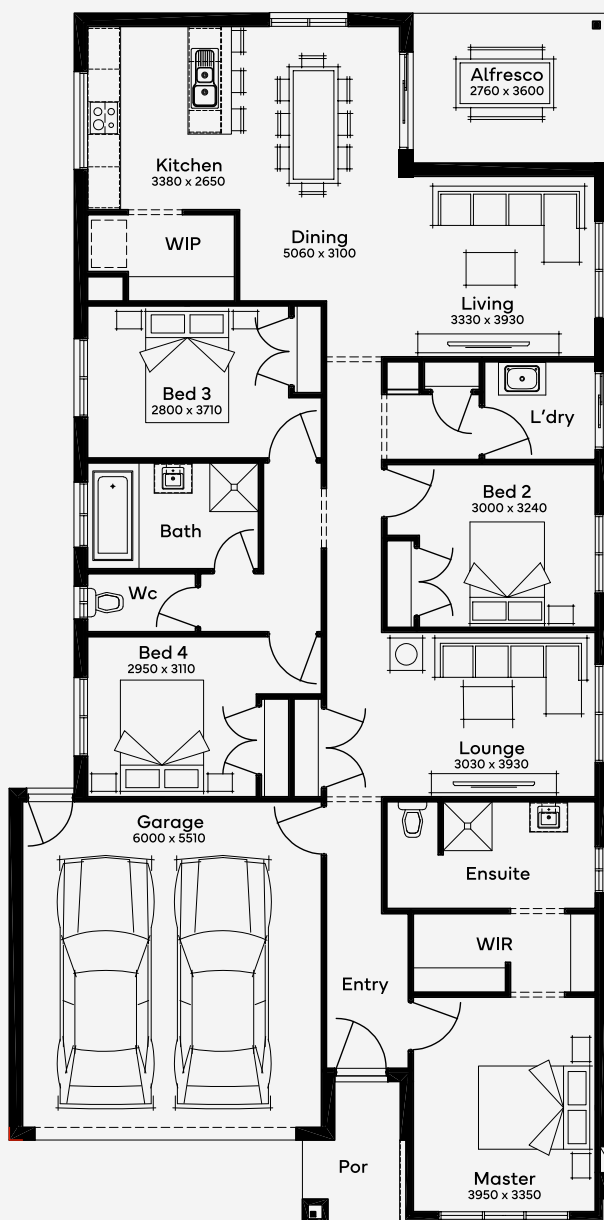 Alfresco
2760 x 3600
Kitchen
3380 x 2650
WIP
Dining
5060 x 3100
Living
3330 x 3930
Bed 3
2800 x 3710
L'dry
Bed 2
3000 x 3240
Bath
Wc
Bed 4
2950 x 3110
Lounge
3030 x 3930
Garage
6000 x 5510
Ensuite
WIR
Entry
Por
Master
3950 x 3350